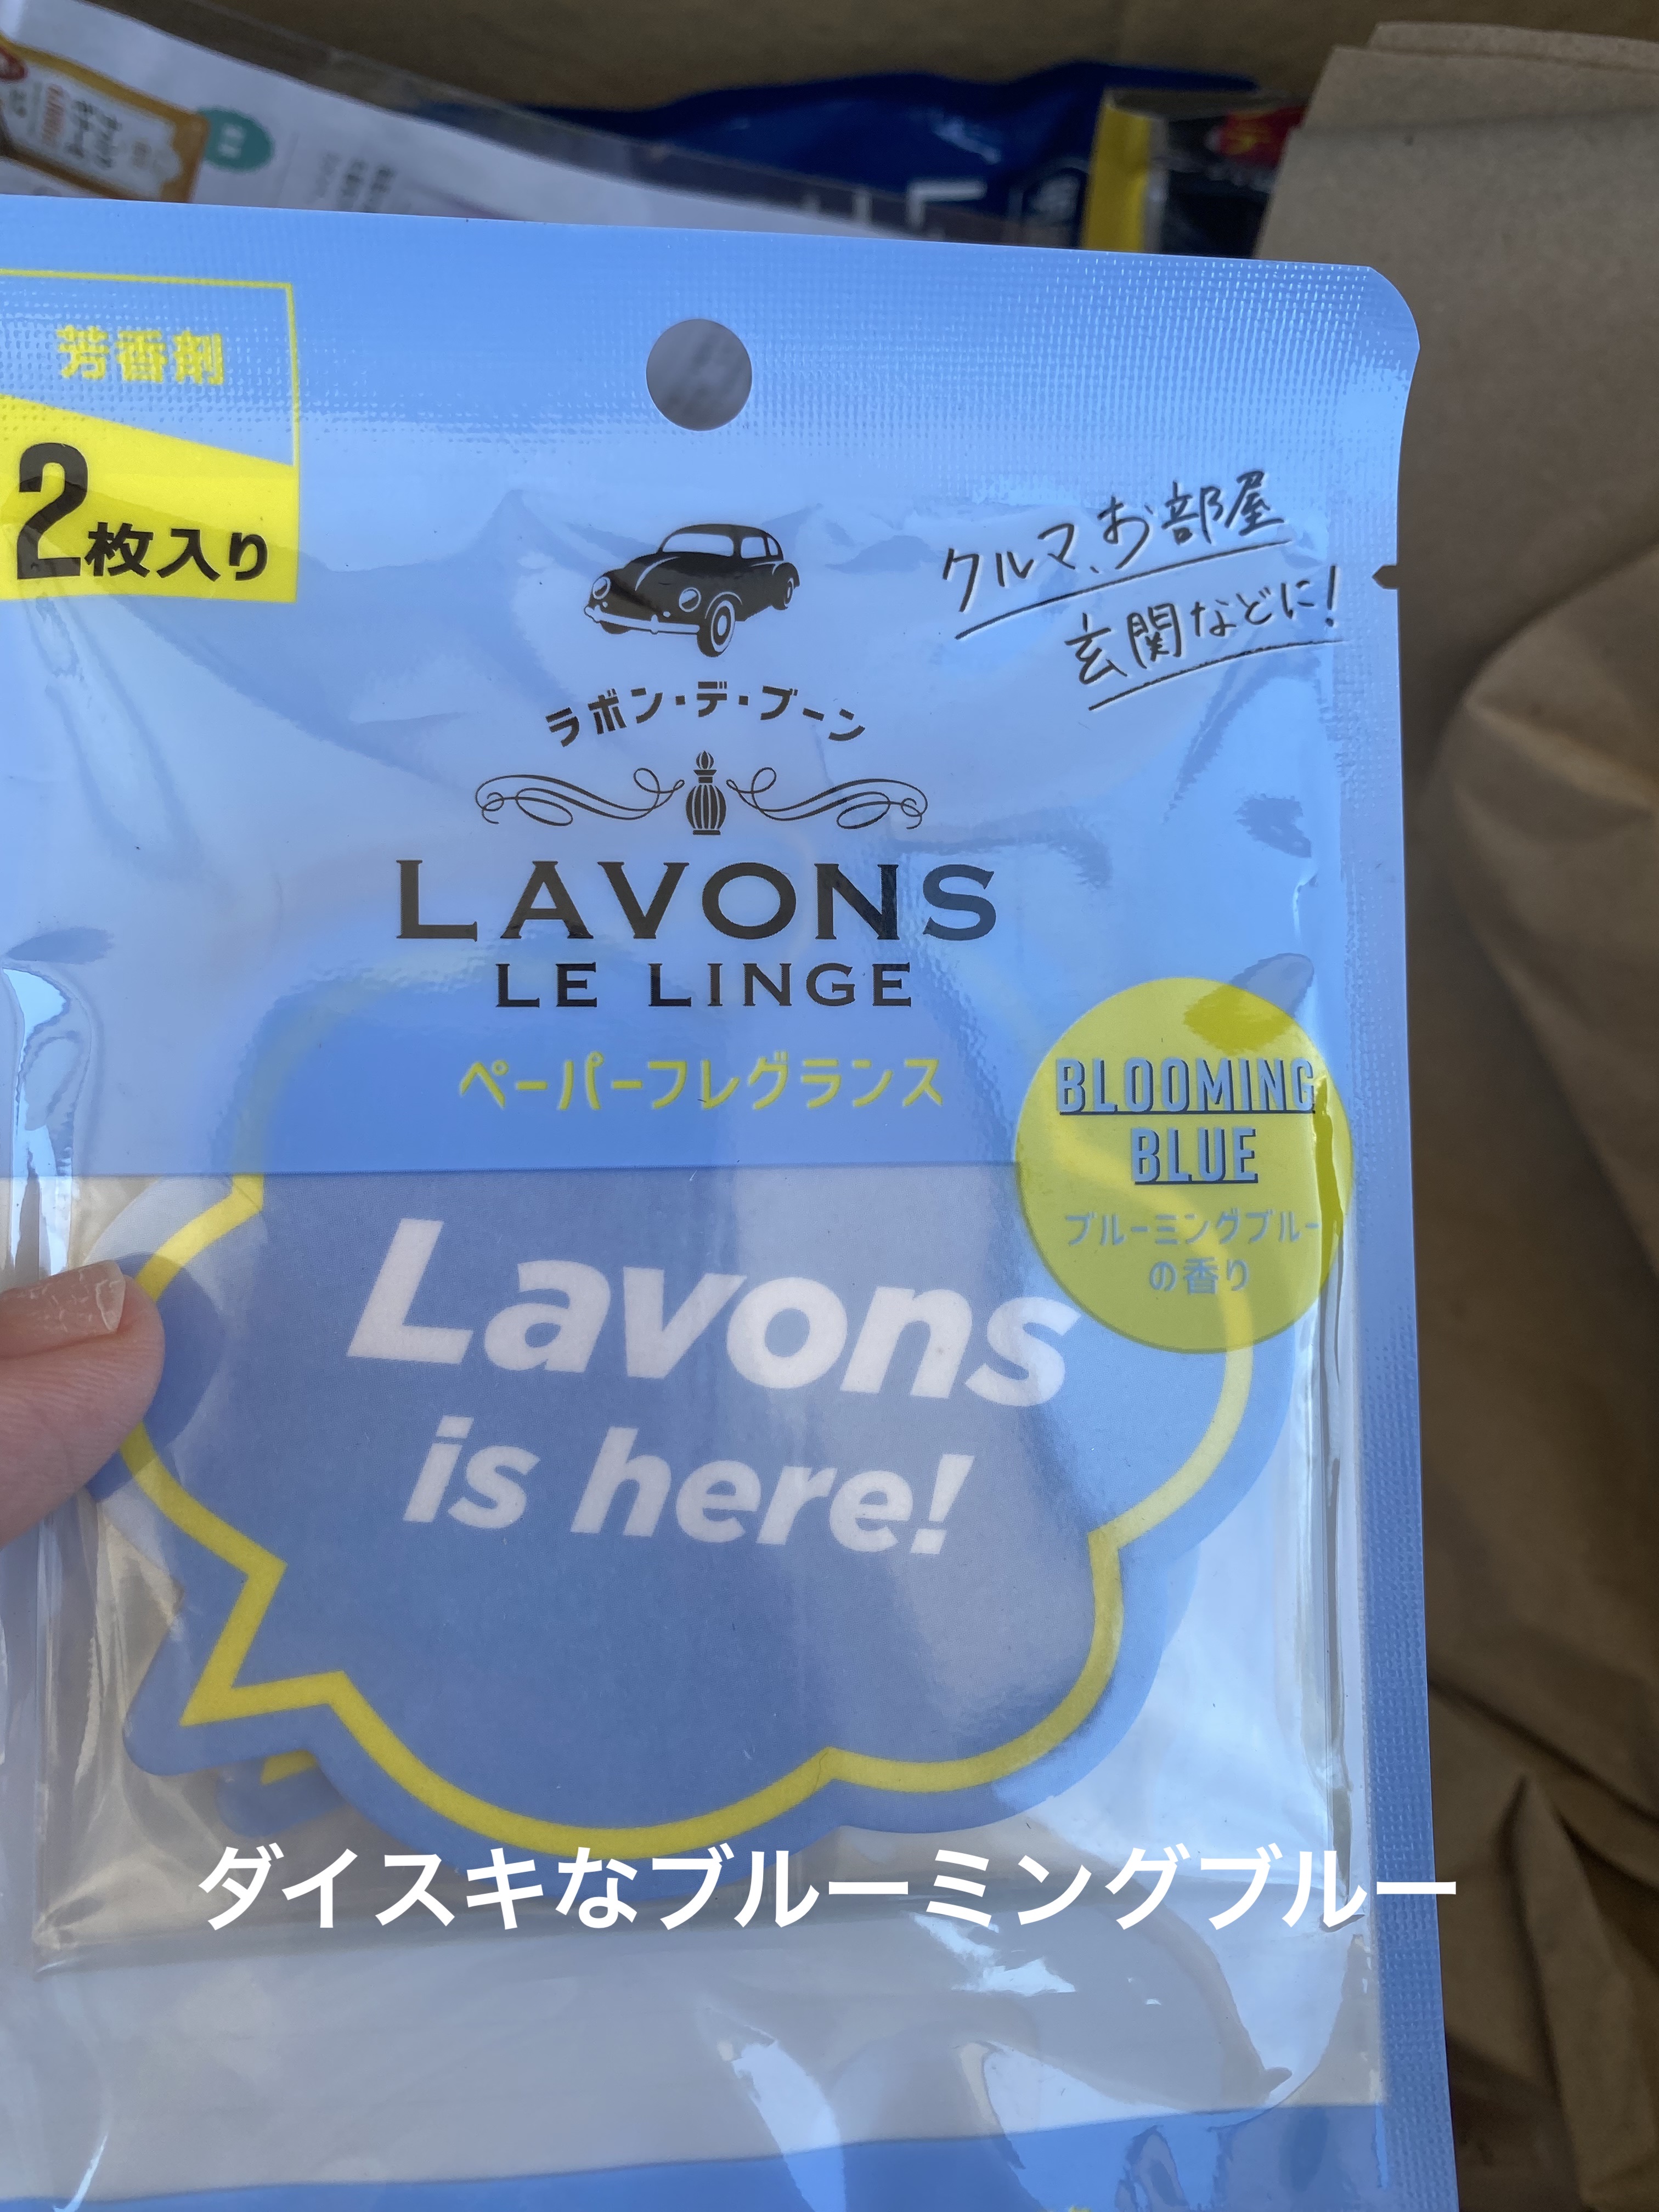 芳香剤
2枚入り
クルマ、お部屋
玄関などに!
ラボン・デ・ブーン
LAVONS
LE LINGE
ペーパーフレグランス
BLOOMING
BLUE
ブルーミングブルー
の香り
Lavons
is here!
ダイスキなブルーミングブルー